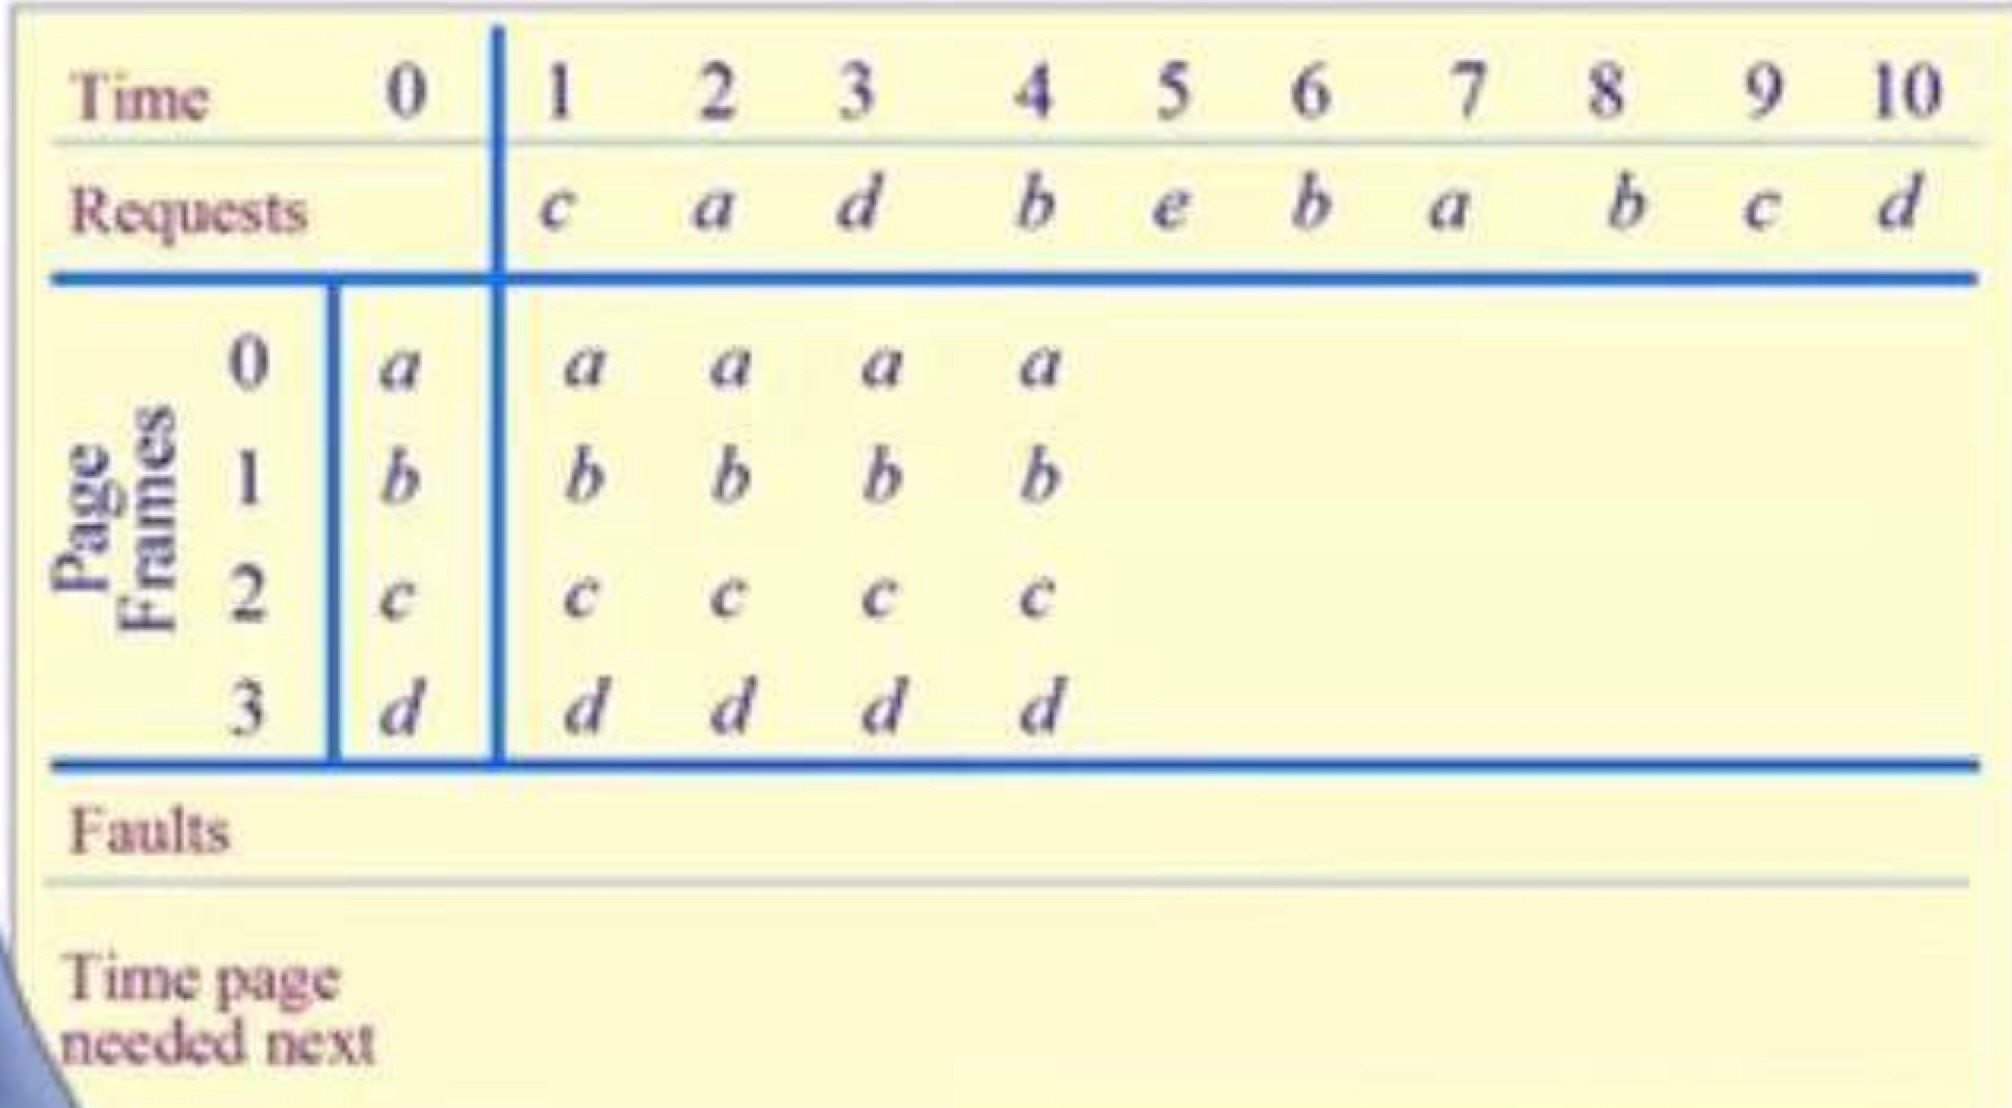 Time 0 1 2 3 4 5 6 7 8 9 10
Requests c a d b e b a b c d
Page
Frames
0 a a a a a
1 b b b b b
2 c c c c c
3 d d d d d
Faults
Time page
needed next